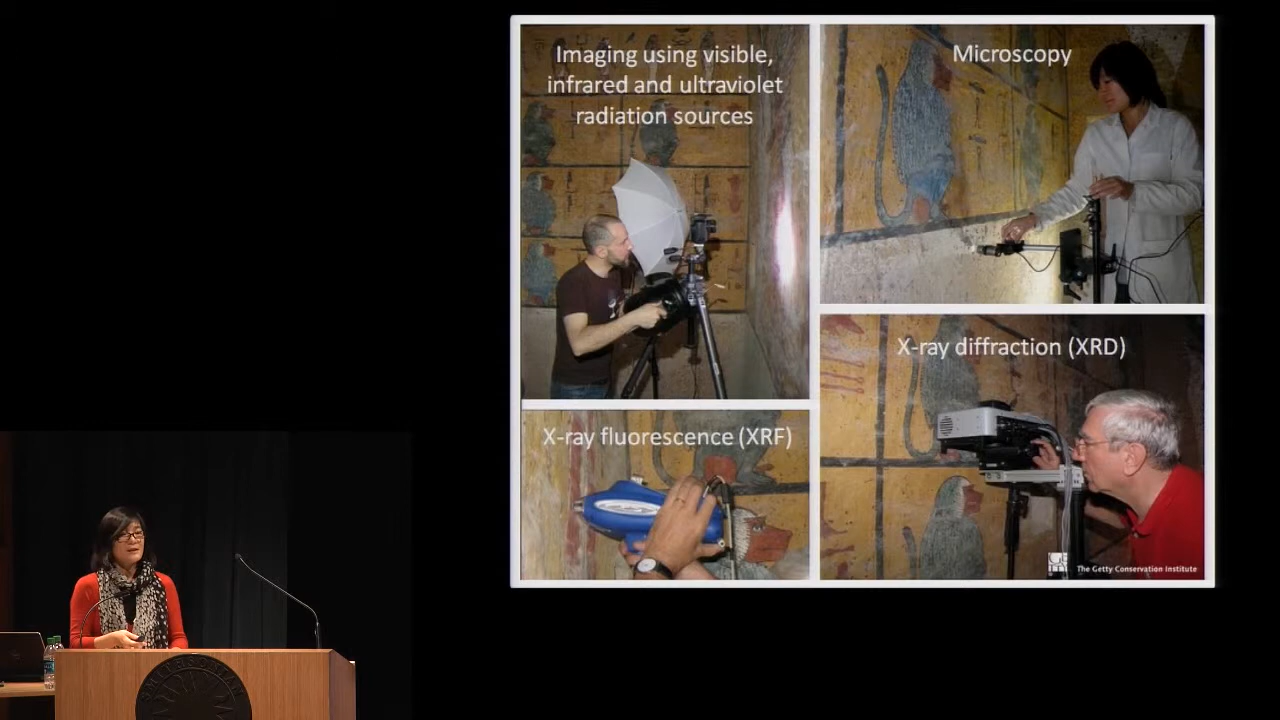 Imaging using visible,
infrared and ultraviolet
radiation sources
Microscopy
X-ray fluorescence (XRF)
X-ray diffraction (XRD)
The Getty Conservation Institute
SMITHSONIAN